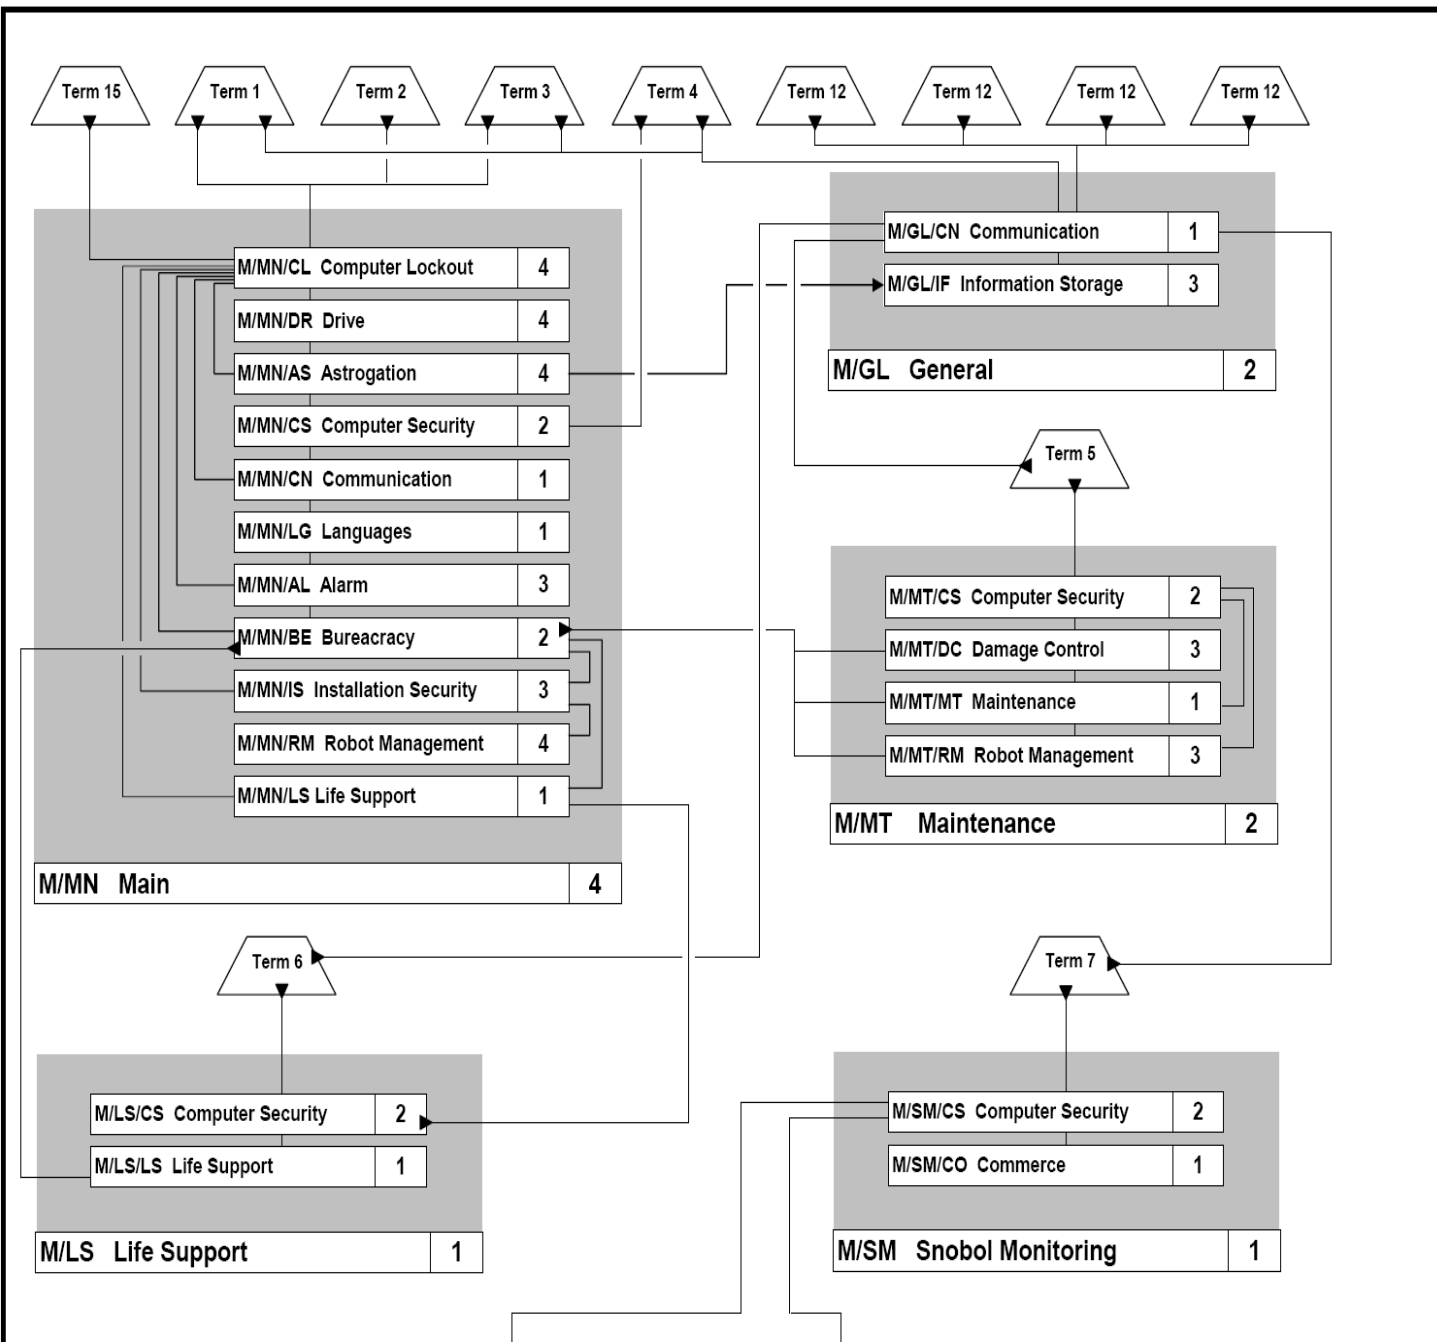 Term 15
Term 1
Term 2
Term 3
Term 4
Term 12
Term 12
Term 12
Term 12
M/MN/CL Computer Lockout 4
M/MN/DR Drive 4
M/MN/AS Astrogation 4
M/MN/CS Computer Security 2
M/MN/CN Communication 1
M/MN/LG Languages 1
M/MN/AL Alarm 3
M/MN/BE Bureacracy 2
M/MN/IS Installation Security 3
M/MN/RM Robot Management 4
M/MN/LS Life Support 1
M/MN Main 4
M/GL/CN Communication 1
M/GL/IF Information Storage 3
M/GL General 2
Term 5
M/MT/CS Computer Security 2
M/MT/DC Damage Control 3
M/MT/MT Maintenance 1
M/MT/RM Robot Management 3
M/MT Maintenance 2
Term 6
M/LS/CS Computer Security 2
M/LS/LS Life Support 1
M/LS Life Support 1
Term 7
M/SM/CS Computer Security 2
M/SM/CO Commerce 1
M/SM Snobol Monitoring 1